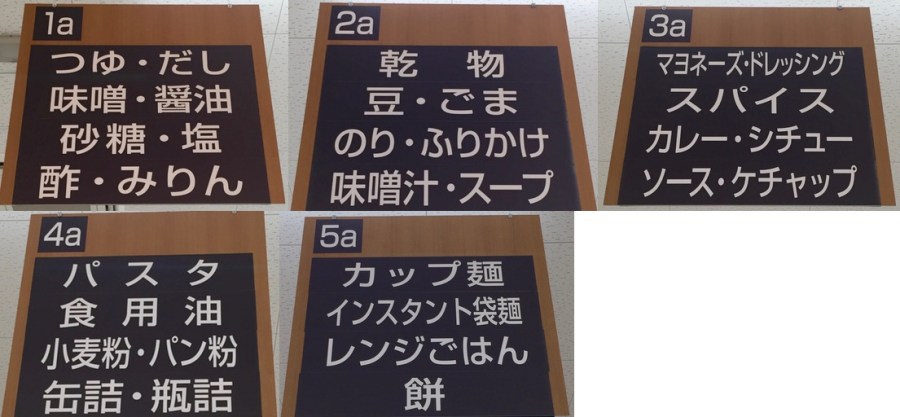 1a
つゆ・だし
味噌・醤油
砂糖・塩
酢・みりん
2a
乾物
豆・ごま
のり・ふりかけ
味噌汁・スープ
3a
マヨネーズ・ドレッシング
スパイス
カレー・シチュー
ソース・ケチャップ
4a
パスタ
食用油
小麦粉・パン粉
缶詰・瓶詰
5a
カップ麺
インスタント袋麺
レンジごはん
餅